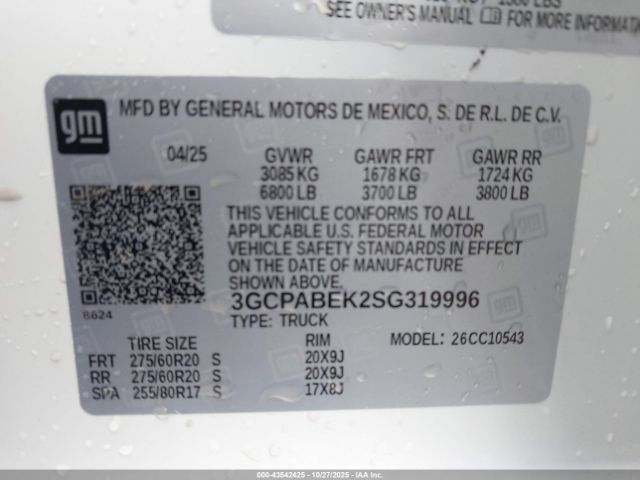 1380 LBS
SEE OWNER'S MANUAL FOR MORE INFORMATION
gm
MFD BY GENERAL MOTORS DE MEXICO, S. DE R.L. DE C.V.
04/25 GVWR GAWR FRT GAWR RR
3085 KG 1678 KG 1724 KG
6800 LB 3700 LB 3800 LB
THIS VEHICLE CONFORMS TO ALL
APPLICABLE U.S. FEDERAL MOTOR
VEHICLE SAFETY STANDARDS IN EFFECT
ON THE DATE OF MANUFACTURE
SHOWN ABOVE.
3GCPABEK2SG319996
8624
TYPE: TRUCK
MODEL: 26CC10543
TIRE SIZE RIM
FRT 275/60R20 S 20X9J
RR 275/60R20 S 20X9J
SPA 255/80R17 S 17X8J
000-43542425 | 10/27/2025 | IAAI, Inc.